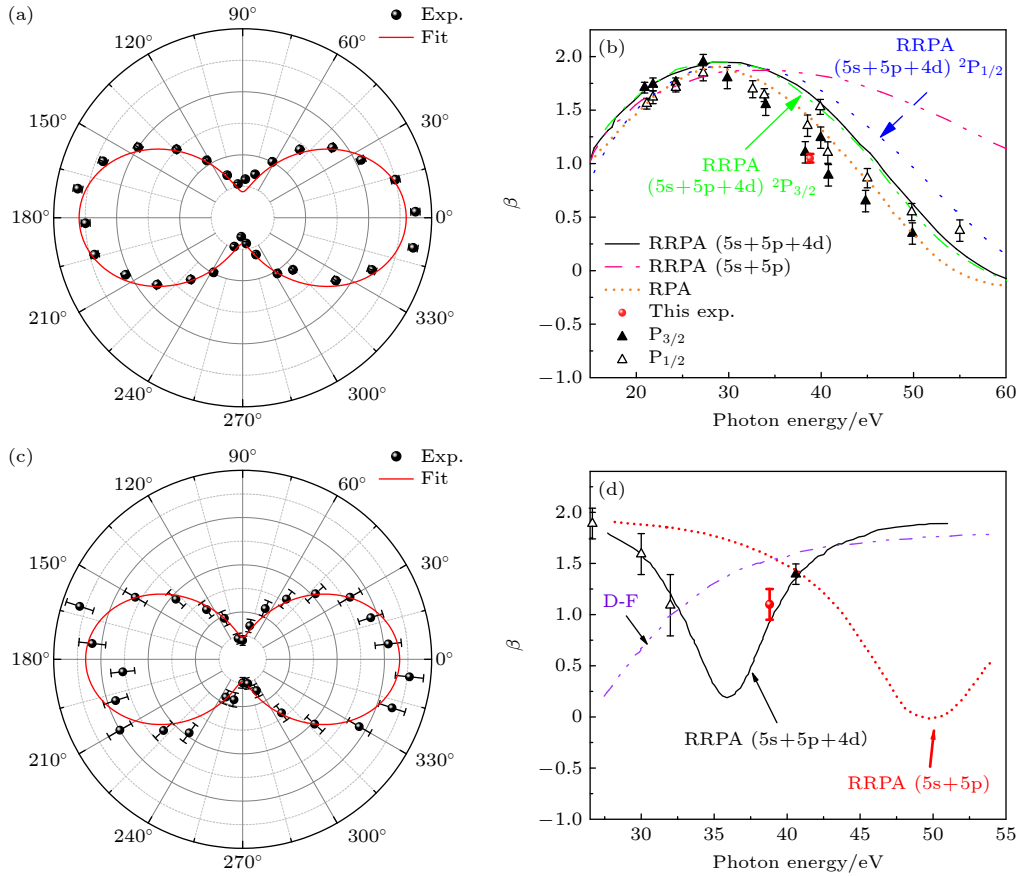 (a)
Exp.
Fit
90°
120°
60°
150°
30°
180°
0°
210°
330°
240°
300°
270°
(b)
RRPA
(5s+5p+4d) ²P₁/₂
RRPA
(5s+5p+4d) ²P₃/₂
RRPA (5s+5p+4d)
RRPA (5s+5p)
RPA
This exp.
P₃/₂
P₁/₂
2.0
1.5
1.0
0.5
0
−0.5
−1.0
β
20
30
40
50
60
Photon energy/eV
(c)
Exp.
Fit
90°
120°
60°
150°
30°
180°
0°
210°
330°
240°
300°
270°
(d)
D-F
RRPA (5s+5p+4d)
RRPA (5s+5p)
2.0
1.5
1.0
0.5
0
−0.5
−1.0
β
30
35
40
45
50
55
Photon energy/eV